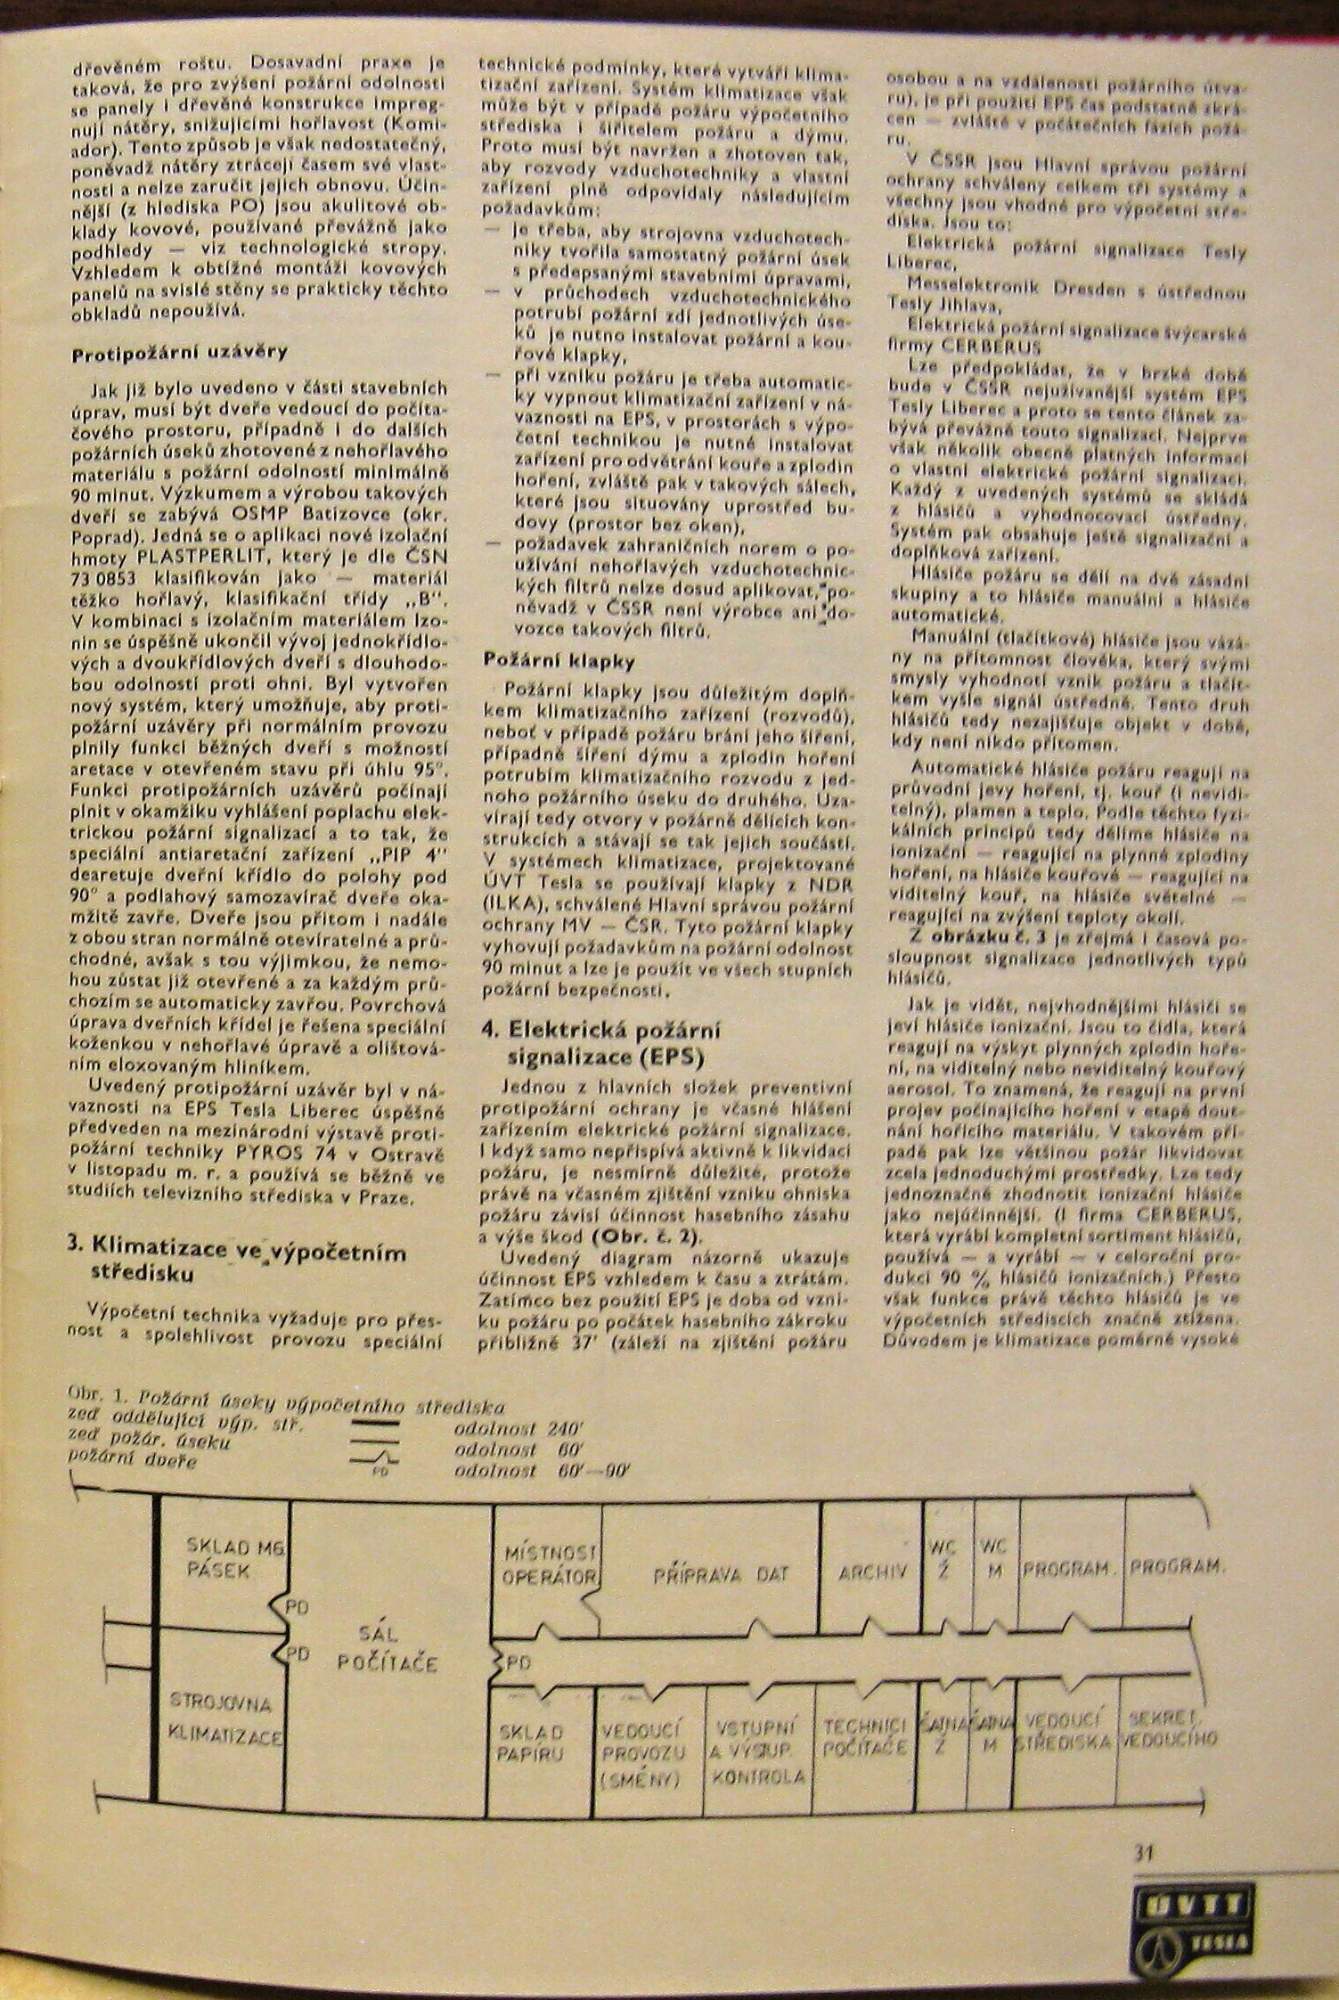 dřevěném roštu. Dosavadní praxe je
taková, že pro zvýšení požární odolnosti
se panely i dřevěné konstrukce impreg-
nují nátěry, snižujícími hořlavost (Komi-
ador). Tento způsob je však nedostatečný,
poněvadž nátěry ztrácejí časem své vlast-
nosti a nelze zaručit jejich obnovu. Účin-
nější (z hlediska PO) jsou akulitové ob-
klady kovové, používané převážně jako
podhledy — viz technologické stropy.
Vzhledem k obtížné montáži kovových
panelů na svislé stěny se prakticky těchto
obkladů nepoužívá.
Protipožární uzávěry
Jak již bylo uvedeno v části stavebních
úprav, musí být dveře vedoucí do počíta-
čového prostoru, případně i do dalších
požárních úseků zhotovené z nehořlavého
materiálu s požární odolností minimálně
90 minut. Výzkumem a výrobou takových
dveří se zabývá OSMP Batizovce (okr.
Poprad). Jedná se o aplikaci nové izolační
hmoty PLASTPERLIT, který je dle ČSN
73 0853 klasifikován jako — materiál
těžko hořlavý, klasifikační třídy „B".
V kombinaci s izolačním materiálem Izo-
nin se úspěšně ukončil vývoj jednokřídlo-
vých a dvoukřídlových dveří s dlouhodo-
bou odolností proti ohni. Byl vytvořen
nový systém, který umožňuje, aby proti-
požární uzávěry při normálním provozu
plnily funkci běžných dveří s možností
aretace v otevřeném stavu při úhlu 95°.
Funkci protipožárních uzávěrů počínají
plnit v okamžiku vyhlášení poplachu elek-
trickou požární signalizací a to tak, že
speciální antiaretační zařízení „PIP 4"
dearetuje dveřní křídlo do polohy pod
90° a podlahový samozavírač dveře oka-
mžitě zavře. Dveře jsou přitom i nadále
z obou stran normálně otevíratelné a prů-
chodné, avšak s tou výjimkou, že nemo-
hou zůstat již otevřené a za každým prů-
chozím se automaticky zavřou. Povrchová
úprava dveřních křídel je řešena speciální
koženkou v nehořlavé úpravě a olištová-
ním eloxovaným hliníkem.
Uvedený protipožární uzávěr byl v ná-
vaznosti na EPS Tesla Liberec úspěšně
předveden na mezinárodní výstavě proti-
požární techniky PYROS 74 v Ostravě
v listopadu m. r. a používá se běžně ve
studiích televizního střediska v Praze.
3. Klimatizace ve výpočetním
středisku
Výpočetní technika vyžaduje pro přes-
nost a spolehlivost provozu speciální
technické podmínky, které vytváří klima-
tizační zařízení. Systém klimatizace však
může být v případě požáru výpočetního
střediska i šiřitelem požáru a dýmu.
Proto musí být navržen a zhotoven tak,
aby rozvody vzduchotechniky a vlastní
zařízení plně odpovídaly následujícím
požadavkům:
— je třeba, aby strojovna vzduchotech-
niky tvořila samostatný požární úsek
s předepsanými stavebními úpravami,
— v průchodech vzduchotechnického
potrubí požární zdí jednotlivých úse-
ků je nutno instalovat požární a kou-
řové klapky,
— při vzniku požáru je třeba automatic-
ky vypnout klimatizační zařízení v ná-
vaznosti na EPS, v prostorách s výpo-
četní technikou je nutné instalovat
zařízení pro odvětrání kouře a zplodin
hoření, zvláště pak v takových sálech,
které jsou situovány uprostřed bu-
dovy (prostor bez oken),
— požadavek zahraničních norem o po-
užívání nehořlavých vzduchotechnic-
kých filtrů nelze dosud aplikovat, po-
něvadž v ČSSR není výrobce ani do-
vozce takových filtrů.
Požární klapky
Požární klapky jsou důležitým doplň-
kem klimatizačního zařízení (rozvodů),
neboť v případě požáru brání jeho šíření,
případně šíření dýmu a zplodin hoření
potrubím klimatizačního rozvodu z jed-
noho požárního úseku do druhého. Uza-
vírají tedy otvory v požárně dělících kon-
strukcích a stávají se tak jejich součástí.
V systémech klimatizace, projektované
ÚVT Tesla se používají klapky z NDR
(ILKA), schválené Hlavní správou požární
ochrany MV — ČSR. Tyto požární klapky
vyhovují požadavkům na požární odolnost
90 minut a lze je použít ve všech stupních
požární bezpečnosti.
4. Elektrická požární
signalizace (EPS)
Jednou z hlavních složek preventivní
protipožární ochrany je včasné hlášení
zařízením elektrické požární signalizace.
I když samo nepřispívá aktivně k likvidaci
požáru, je nesmírně důležité, protože
právě na včasném zjištění vzniku ohniska
požáru závisí účinnost hasebního zásahu
a výše škod (Obr. č. 2).
Uvedený diagram názorně ukazuje
účinnost EPS vzhledem k času a ztrátám.
Zatímco bez použití EPS je doba od vzni-
ku požáru po počátek hasebního zákroku
přibližně 37' (záleží na zjištění požáru
osobou a na vzdálenosti požárního útva-
ru), je při použití EPS čas podstatně zkrá-
cen — zvláště v počátečních fázích požá-
ru.
V ČSSR jsou Hlavní správou požární
ochrany schváleny celkem tři systémy a
všechny jsou vhodné pro výpočetní stře-
diska. Jsou to:
Elektrická požární signalizace Tesly
Liberec,
Messelektronik Dresden s ústřednou
Tesly Jihlava,
Elektrická požární signalizace švýcarské
firmy CERBERUS
Lze předpokládat, že v brzké době
bude v ČSSR nejužívanější systém EPS
Tesly Liberec a proto se tento článek za-
bývá převážně touto signalizací. Nejprve
však několik obecně platných informací
o vlastní elektrické požární signalizaci.
Každý z uvedených systémů se skládá
z hlásičů a vyhodnocovací ústředny.
Systém pak obsahuje ještě signalizační a
doplňková zařízení.
Hlásiče požáru se dělí na dvě zásadní
skupiny a to hlásiče manuální a hlásiče
automatické.
Manuální (tlačítkové) hlásiče jsou vázá-
ny na přítomnost člověka, který svými
smysly vyhodnotí vznik požáru a tlačít-
kem vyšle signál ústředně. Tento druh
hlásičů tedy nezajišťuje objekt v době,
kdy není nikdo přítomen.
Automatické hlásiče požáru reagují na
průvodní jevy hoření, tj. kouř (i nevidi-
telný), plamen a teplo. Podle těchto fyzi-
kálních principů tedy dělíme hlásiče na
ionizační — reagující na plynné zplodiny
hoření, na hlásiče kouřové — reagující na
viditelný kouř, na hlásiče světelné —
reagující na zvýšení teploty okolí.
Z obrázku č. 3 je zřejmá i časová po-
sloupnost signalizace jednotlivých typů
hlásičů.
Jak je vidět, nejvhodnějšími hlásiči se
jeví hlásiče ionizační. Jsou to čidla, která
reagují na výskyt plynných zplodin hoře-
ní, na viditelný nebo neviditelný kouřový
aerosol. To znamená, že reagují na první
projev počínajícího hoření v etapě dout-
nání hořícího materiálu. V takovém pří-
padě pak lze většinou požár likvidovat
zcela jednoduchými prostředky. Lze tedy
jednoznačně zhodnotit ionizační hlásiče
jako nejúčinnější. (I firma CERBERUS,
která vyrábí kompletní sortiment hlásičů,
používá — a vyrábí — v celoroční pro-
dukci 90 % hlásičů ionizačních.) Přesto
však funkce právě těchto hlásičů je ve
výpočetních střediscích značně ztížena.
Důvodem je klimatizace poměrně vysoké
Obr. 1. Požární úseky výpočetního střediska
zeď oddělující výp. stř. odolnost 240'
zeď požár. úseku odolnost 60'
požární dveře PD odolnost 60'—90'
SKLAD MG.
PÁSEK
PD
PD
STROJOVNA
KLIMATIZACE
SÁL
POČÍTAČE
MÍSTNOST
OPERÁTOR
PŘÍPRAVA DAT
ARCHIV
WC
Ž
WC
M
PROGRAM.
PROGRAM.
PD
SKLAD
PAPÍRU
VEDOUCÍ
PROVOZU
(SMĚNY)
VSTUPNÍ
A VÝSTUP.
KONTROLA
TECHNICI
POČÍTAČE
ŠATNA
Ž
ŠATNA
M
VEDOUCÍ
STŘEDISKA
SEKRET.
VEDOUCÍHO
31
ÚVTT
TESLA